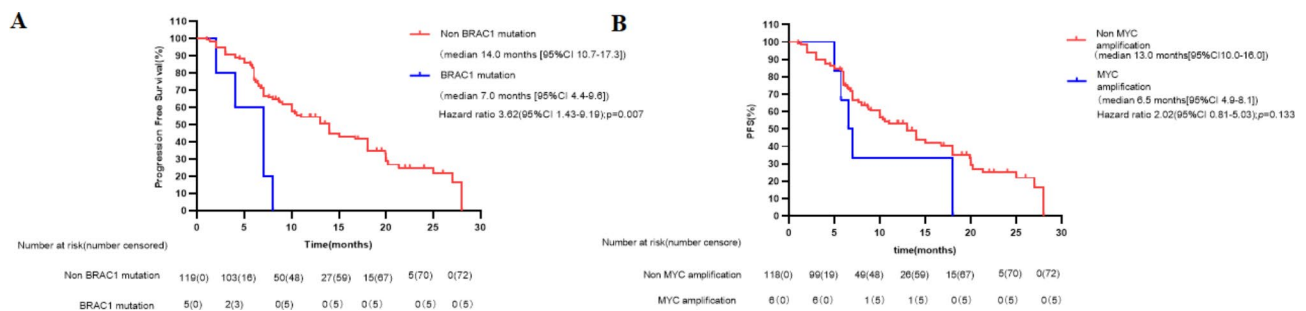 A
Progression Free Survival(%)
110
100
90
80
70
60
50
40
30
20
10
0
0 5 10 15 20 25 30
Time(months)
Non BRAC1 mutation
(median 14.0 months [95%CI 10.7-17.3])
BRAC1 mutation
(median 7.0 months [95%CI 4.4-9.6])
Hazard ratio 3.62(95%CI 1.43-9.19);p=0.007
Number at risk(number censored)
Non BRAC1 mutation 119(0) 103(16) 50(48) 27(59) 15(67) 5(70) 0(72)
BRAC1 mutation 5(0) 2(3) 0(5) 0(5) 0(5) 0(5) 0(5)
B
PFS(%)
110
100
90
80
70
60
50
40
30
20
10
0
0 5 10 15 20 25 30
time(months)
Non MYC
amplification
(median 13.0 months[95%CI10.0-16.0])
MYC
amplification
(median 6.5 months[95%CI 4.9-8.1])
Hazard ratio 2.02(95%CI 0.81-5.03);p=0.133
Number at risk(number censore)
Non MYC amplification 118(0) 99(19) 49(48) 26(59) 15(67) 5(70) 0(72)
MYC amplification 6(0) 6(0) 1(5) 1(5) 0(5) 0(5) 0(5)